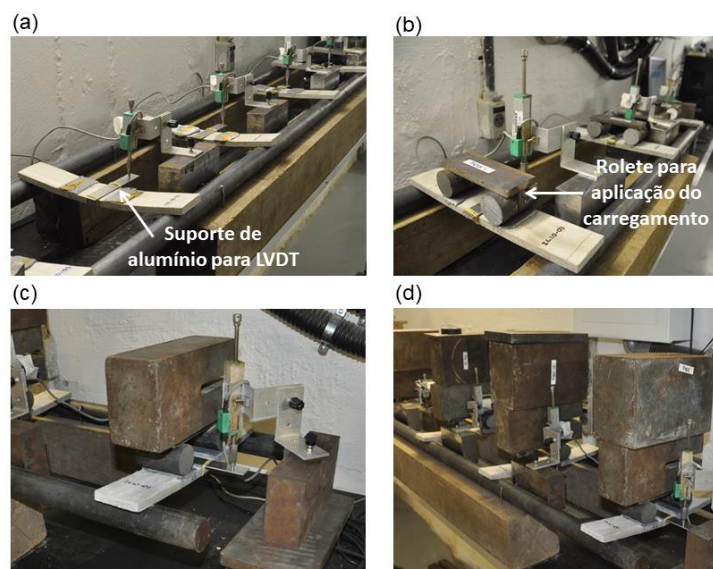 (a)
(b)
Suporte de
alumínio para LVDT
Rolete para
aplicação do
carregamento
(c)
(d)